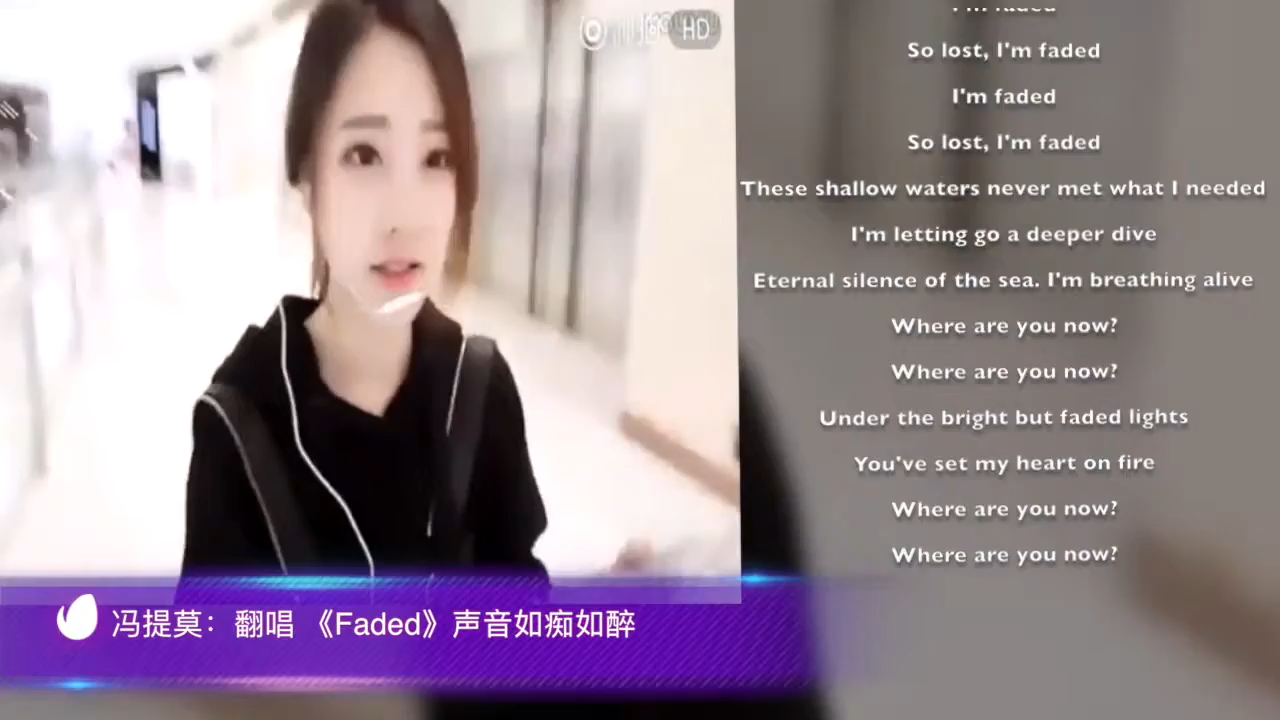 HD
I'm faded
So lost, I'm faded
I'm faded
So lost, I'm faded
These shallow waters never met what I needed
I'm letting go a deeper dive
Eternal silence of the sea. I'm breathing alive
Where are you now?
Where are you now?
Under the bright but faded lights
You've set my heart on fire
Where are you now?
Where are you now?
冯提莫：翻唱 《Faded》声音如痴如醉